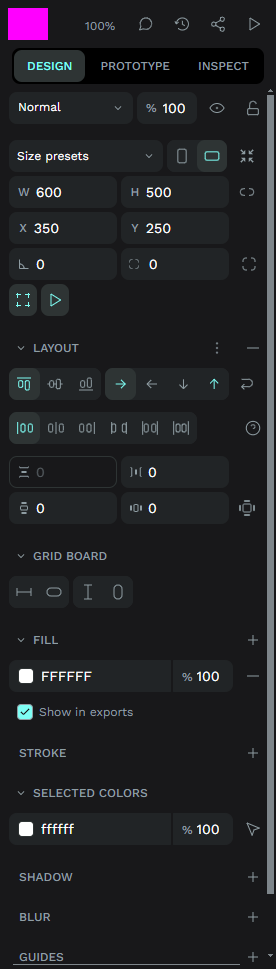 100%
DESIGN PROTOTYPE INSPECT
Normal % 100
Size presets
W 600 H 500
X 350 Y 250
0 0
LAYOUT
0 0
0 0
GRID BOARD
FILL
FFFFFF % 100
Show in exports
STROKE
SELECTED COLORS
ffffff % 100
SHADOW
BLUR
GUIDES